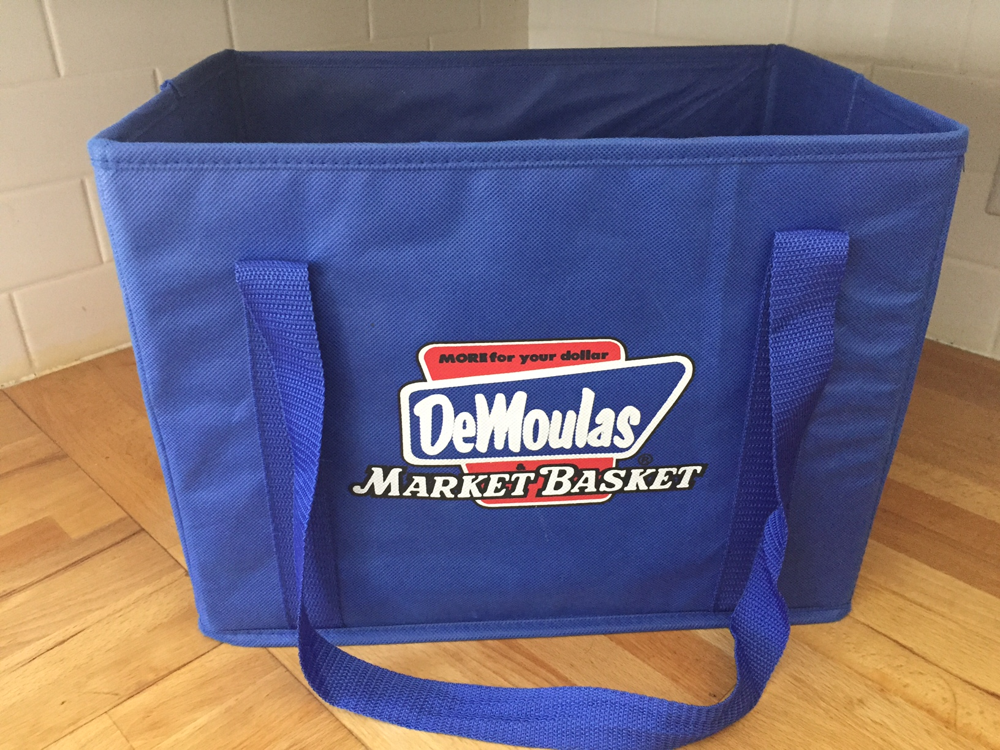 MORE for your dollar
DeMoulas
®
&
MARKET BASKET